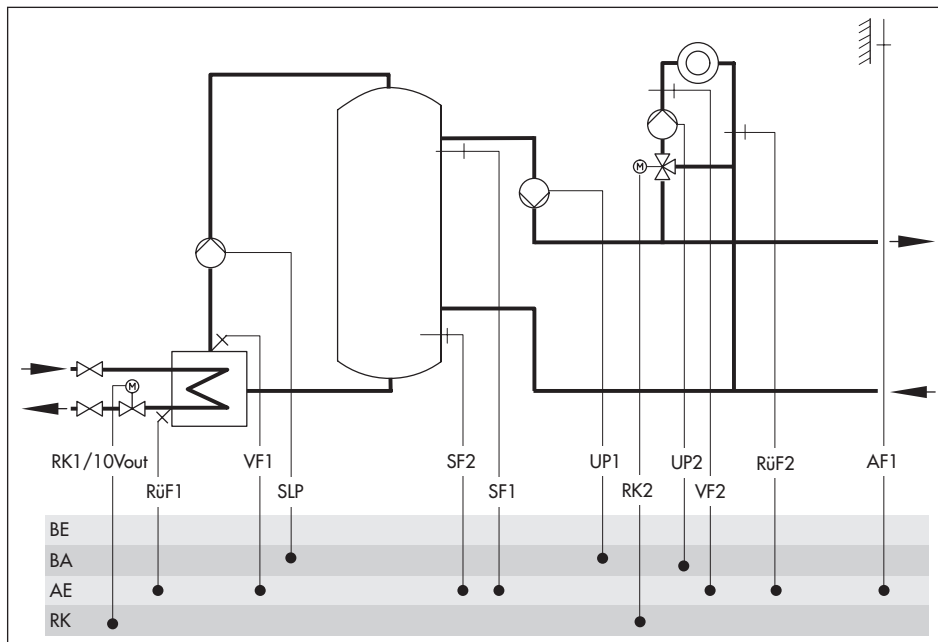 M
M
RK1/10Vout
VF1
SF2
UP1
UP2
RüF2
AF1
RüF1
SLP
SF1
RK2
VF2
BE
BA
AE
RK